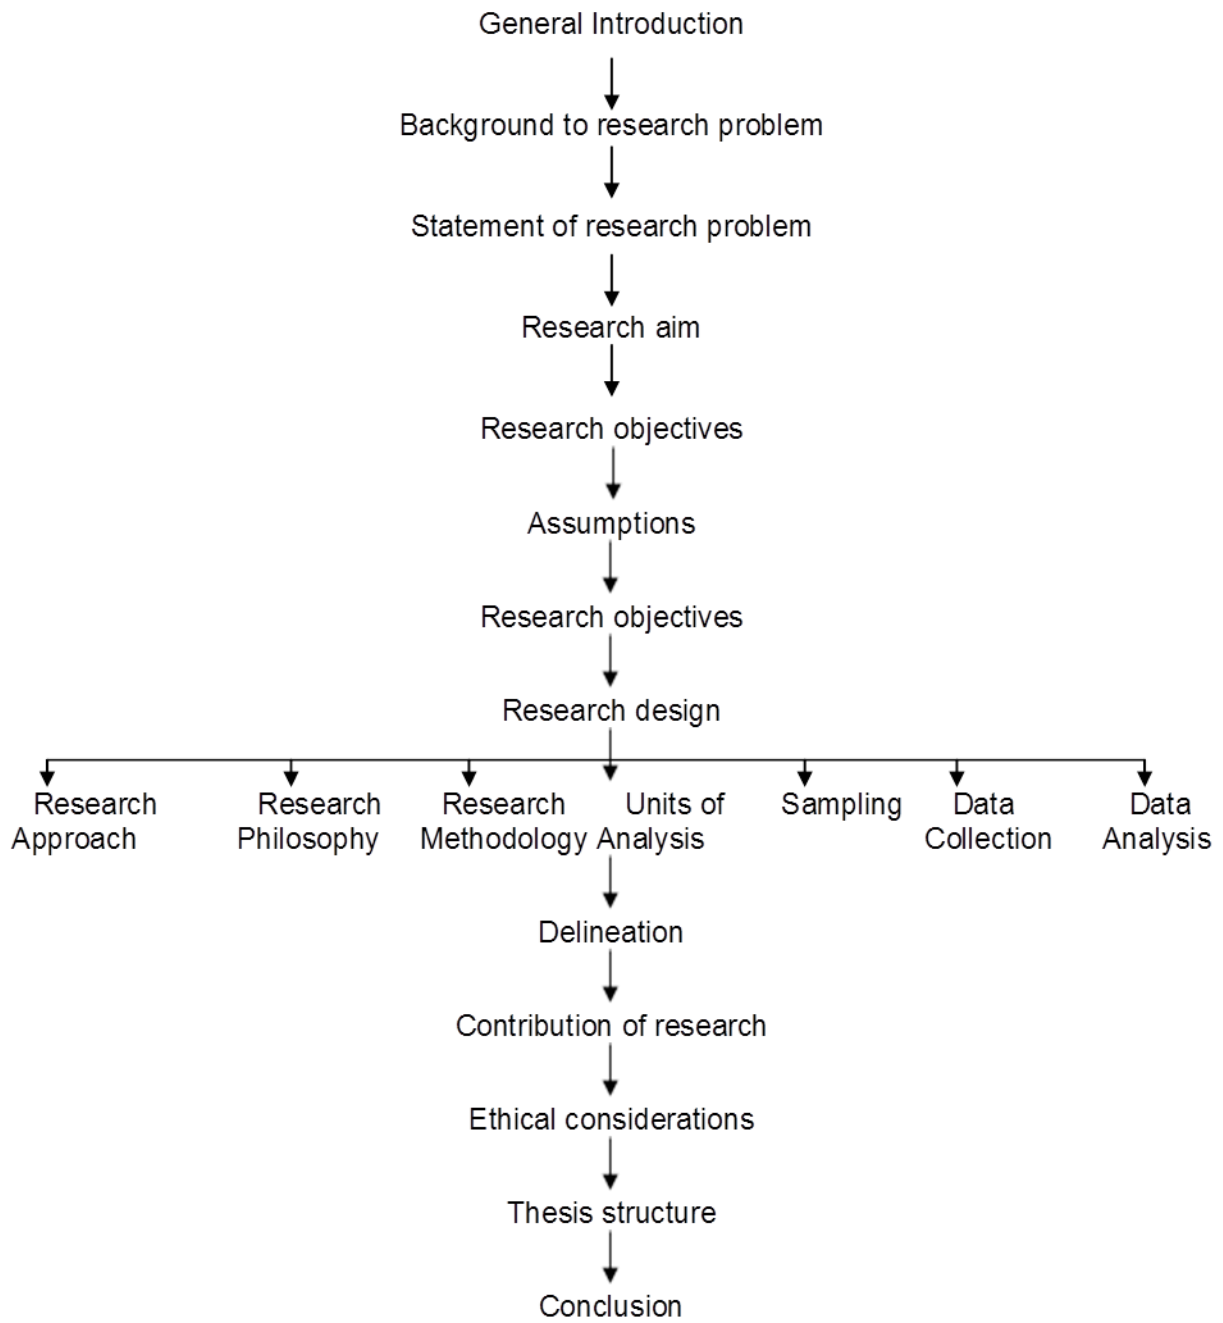 General Introduction
Background to research problem
Statement of research problem
Research aim
Research objectives
Assumptions
Research objectives
Research design
Research
Approach
Research
Philosophy
Research
Methodology
Units of
Analysis
Sampling
Data
Collection
Data
Analysis
Delineation
Contribution of research
Ethical considerations
Thesis structure
Conclusion